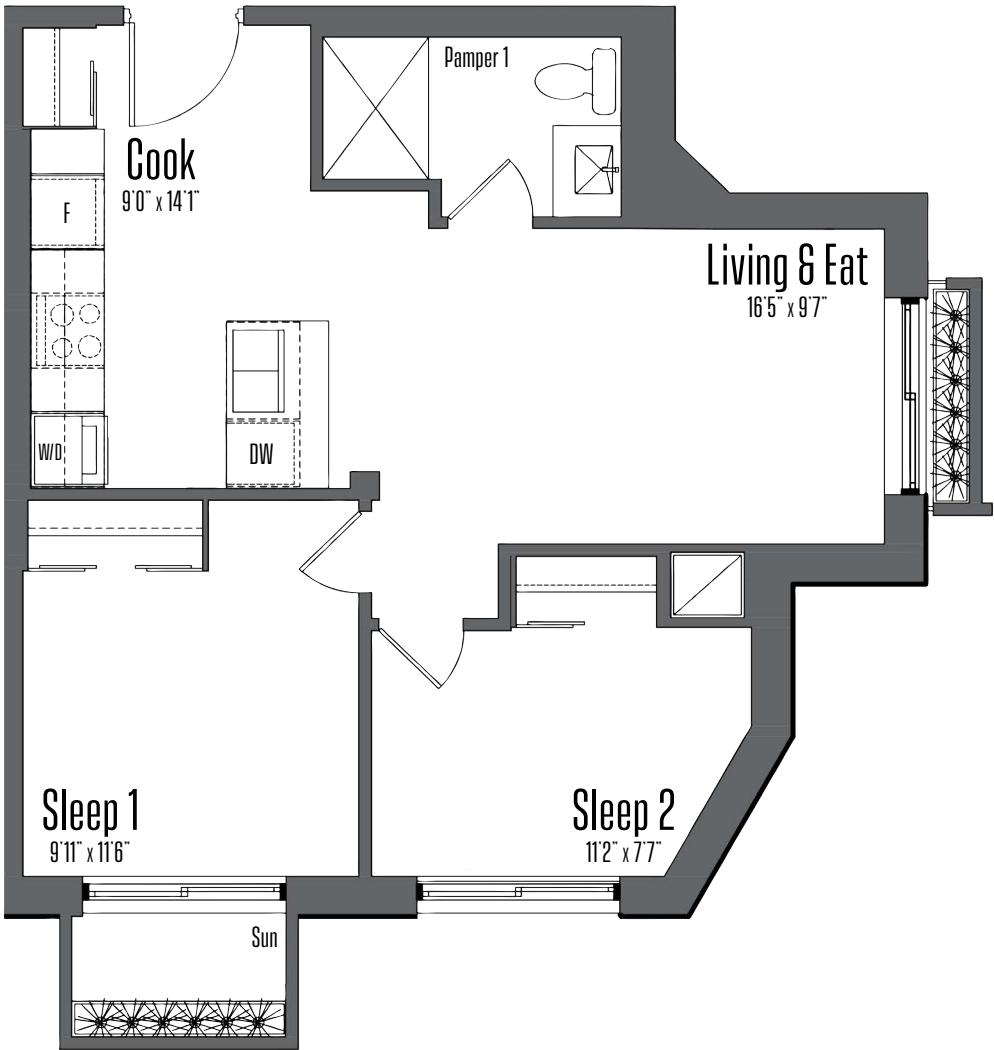 Pamper 1
Cook
9'0" x 14'1"
F
Living & Eat
16'5" x 9'7"
W/D
DW
Sleep 1
9'11" x 11'6"
Sleep 2
11'2" x 7'7"
Sun